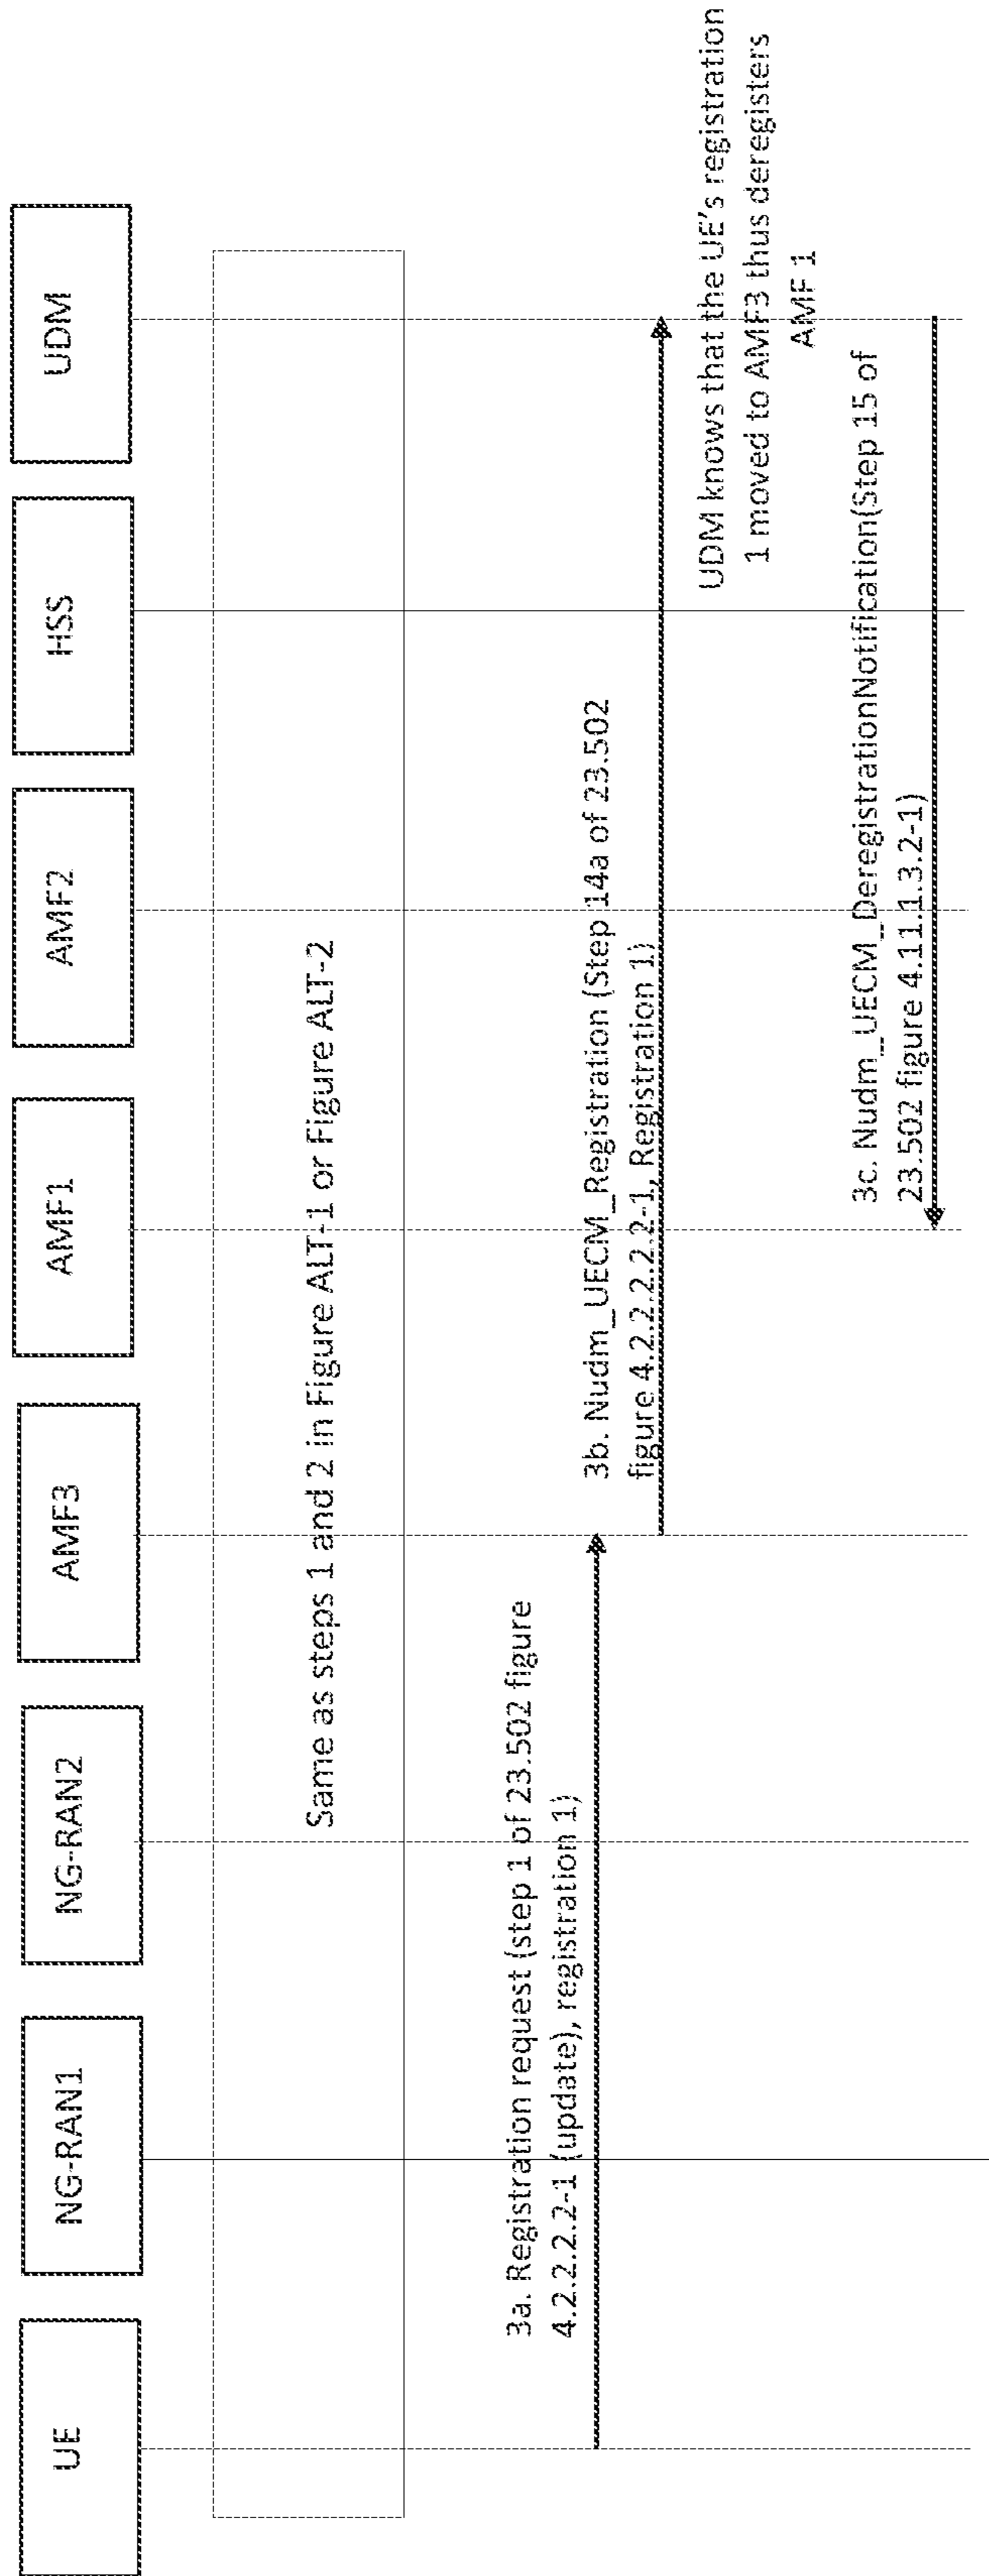 UE
NG-RAN1
NG-RAN2
AMF3
AMF1
AMF2
HSS
UDM
Same as steps 1 and 2 in Figure ALT-1 or Figure ALT-2
3a. Registration request (step 1 of 23.502 figure
4.2.2.2.2-1 (update), registration 1)
3b. Nudm_UECM_Registration (Step 14a of 23.502
figure 4.2.2.2.2-1, Registration 1)
UDM knows that the UE's registration
1 moved to AMF3 thus deregisters
AMF 1
3c. Nudm_UECM_DeregistrationNotification(Step 15 of
23.502 figure 4.11.1.3.2-1)